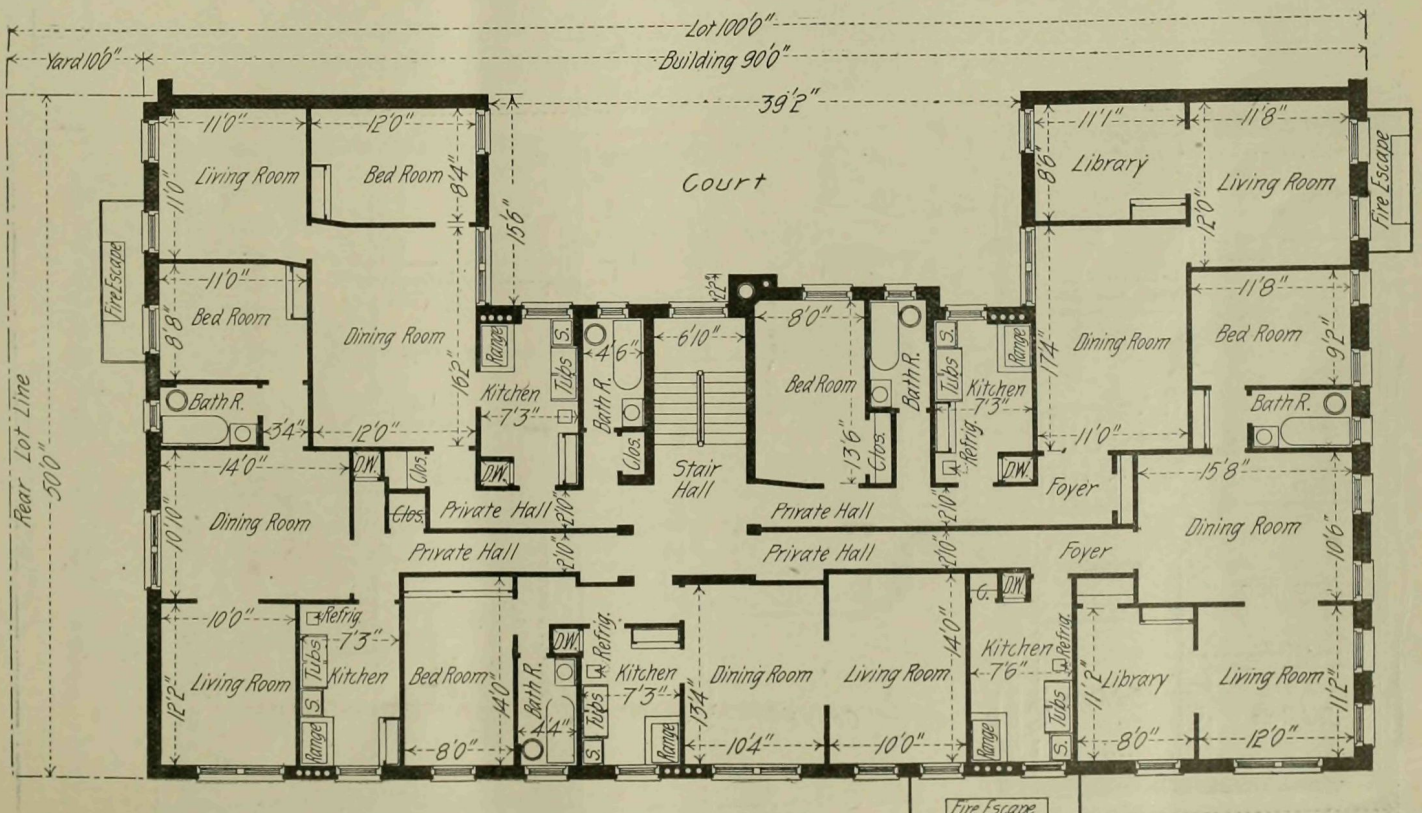 Lot 100'0"
Yard 10'0"
Building 90'0"
39'2"
11'0"
12'0"
11'1"
11'8"
Living Room
11'0"
Bed Room
8'4"
Court
8'6"
Library
Living Room
12'0"
Fire Escape
15'6"
Fire Escape
11'0"
Bed Room
8'8"
Dining Room
16'2"
12'0"
Range
S.
Tubs
Kitchen
7'3"
D.W.
4'6"
Bath R.
Clos.
6'10"
2'2"
Stair
Hall
8'0"
Bed Room
13'6"
Bath R.
Clos.
S.
Tubs
Range
Kitchen
7'3"
Refrig.
D.W.
Dining Room
17'4"
11'0"
11'8"
Bed Room
9'2"
Bath R.
Rear Lot Line
50'0"
Bath R.
3'4"
14'0"
Dining Room
10'10"
D.W.
Clos.
Clos.
Private Hall
2'10"
Private Hall
2'10"
Foyer
15'8"
Dining Room
10'6"
Private Hall
2'10"
Private Hall
2'10"
Foyer
10'0"
Living Room
12'2"
Refrig.
7'3"
Tubs
Kitchen
S.
Range
Bed Room
14'0"
8'0"
Bath R.
4'4"
D.W.
Refrig.
Kitchen
7'3"
Tubs
S.
Range
13'4"
Dining Room
10'4"
Living Room
14'0"
10'0"
C.
D.W.
Kitchen
7'6"
Refrig.
Tubs
S.
Range
11'2"
Library
8'0"
Living Room
11'2"
12'0"
Fire Escape